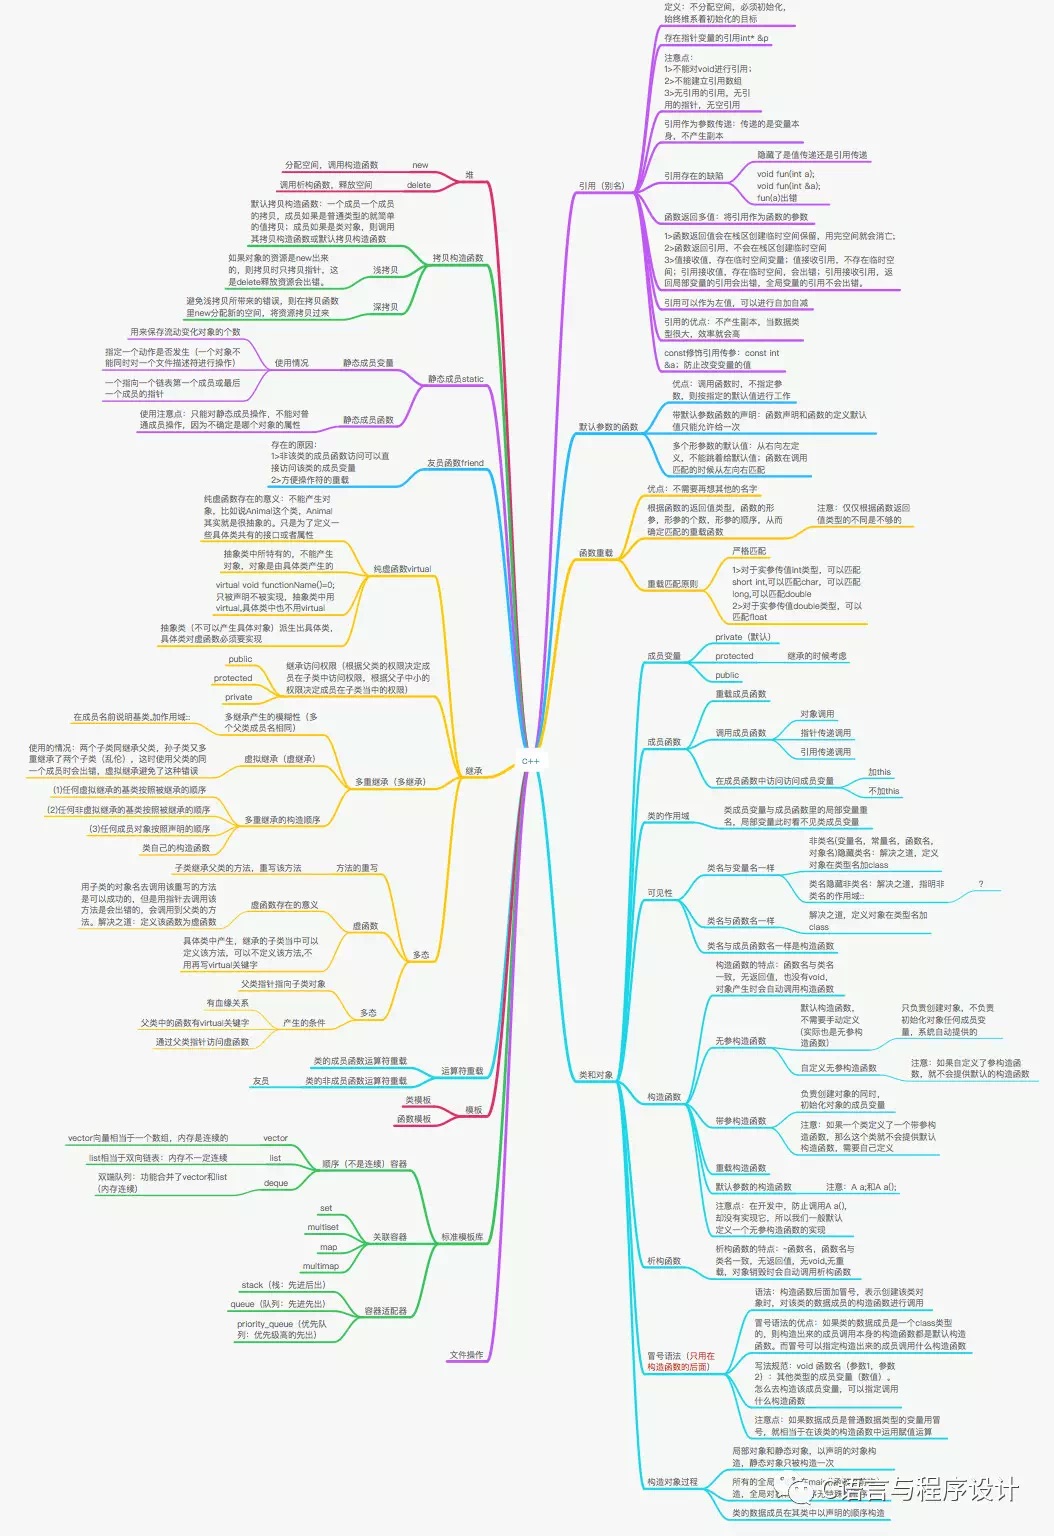 C++
引用（别名）
定义：不分配空间，必须初始化，
始终维系着初始化的目标
存在指针变量的引用int* &p
注意点：
1>不能对void进行引用；
2>不能建立引用数组
3>无引用的引用，无引
用的指针，无空引用
引用作为参数传递：传递的是变量本
身，不产生副本
引用存在的缺陷
隐藏了是值传递还是引用传递
void fun(int a);
void fun(int &a);
fun(a)出错
函数返回多值：将引用作为函数的参数
1>函数返回值会在栈区创建临时空间保留，用完空间就会消亡；
2>函数返回引用，不会在栈区创建临时空间
3>值接收值，存在临时空间变量；值接收引用，不存在临时空
间；引用接收值，存在临时空间，会出错；引用接收引用，返
回局部变量的引用会出错，全局变量的引用不会出错。
引用可以作为左值，可以进行自加自减
引用的优点：不产生副本，当数据类
型很大，效率就会高
const修饰引用传参：const int
&a；防止改变变量的值
默认参数的函数
优点：调用函数时，不指定参
数，则按指定的默认值进行工作
带默认参数函数的声明：函数声明和函数的定义默认
值只能允许给一次
多个形参数的默认值：从右向左定
义，不能跳着给默认值；函数在调用
匹配的时候从左向右匹配
函数重载
优点：不需要再想其他的名字
根据函数的返回值类型，函数的形
参，形参的个数，形参的顺序，从而
确定匹配的重载函数
注意：仅仅根据函数返回
值类型的不同是不够的
重载匹配原则
严格匹配
1>对于实参传值int类型，可以匹配
short int,可以匹配char，可以匹配
long,可以匹配double
2>对于实参传值double类型，可以
匹配float
类和对象
成员变量
private（默认）
protected
继承的时候考虑
public
成员函数
重载成员函数
调用成员函数
对象调用
指针传递调用
引用传递调用
在成员函数中访问访问成员变量
加this
不加this
类的作用域
类成员变量与成员函数里的局部变量重
名，局部变量此时看不见类成员变量
可见性
类名与变量名一样
非类名(变量名，常量名，函数名，
对象名)隐藏类名：解决之道，定义
对象在类型名加class
类名隐藏非类名：解决之道，指明非
类名的作用域::
？
类名与函数名一样
解决之道，定义对象在类型名加
class
类名与成员函数名一样是构造函数
构造函数
构造函数的特点：函数名与类名
一致，无返回值，也没有void,
对象产生时会自动调用构造函数
无参构造函数
默认构造函数，
不需要手动定义
(实际也是无参构
造函数)
只负责创建对象，不负责
初始化对象任何成员变
量，系统自动提供的
自定义无参构造函数
注意：如果自定义了参构造函
数，就不会提供默认的构造函数
带参构造函数
负责创建对象的同时，
初始化对象的成员变量
注意：如果一个类定义了一个带参构
造函数，那么这个类就不会提供默认
构造函数，需要自己定义
重载构造函数
默认参数的构造函数
注意：A a;和A a();
注意点：在开发中，防止调用A a(),
却没有实现它，所以我们一般默认
定义一个无参构造函数的实现
析构函数
析构函数的特点：~函数名，函数名与
类名一致，无返回值，无void,无重
载，对象销毁时会自动调用析构函数
冒号语法（只用在
构造函数的后面）
语法：构造函数后面加冒号，表示创建该类对
象时，对该类的数据成员的构造函数进行调用
冒号语法的优点：如果类的数据成员是一个class类型
的，则构造出来的成员调用本身的构造函数都是默认构造
函数。而冒号可以指定构造出来的成员调用什么构造函数
写法规范：void 函数名（参数1，参数
2）：其他类型的成员变量（数值）。
怎么去构造该成员变量，可以指定调用
什么构造函数
注意点：如果数据成员是普通数据类型的变量用冒
号，就相当于在该类的构造函数中运用赋值运算
构造对象过程
局部对象和静态对象，以声明的对象构
造，静态对象只被构造一次
所有的全局
造，全局对
类的数据成员在其类中以声明的顺序构造
堆
new
分配空间，调用构造函数
delete
调用析构函数，释放空间
拷贝构造函数
默认拷贝构造函数：一个成员一个成员
的拷贝，成员如果是普通类型的就简单
的值拷贝；成员如果是类对象，则调用
其拷贝构造函数或默认拷贝构造函数
浅拷贝
如果对象的资源是new出来
的，则拷贝时只拷贝指针，这
是delete释放资源会出错。
深拷贝
避免浅拷贝所带来的错误，则在拷贝函数
里new分配新的空间，将资源拷贝过来
静态成员static
静态成员变量
使用情况
用来保存流动变化对象的个数
指定一个动作是否发生（一个对象不
能同时对一个文件描述符进行操作）
一个指向一个链表第一个成员或最后
一个成员的指针
静态成员函数
使用注意点：只能对静态成员操作，不能对普
通成员操作，因为不确定是哪个对象的属性
友员函数friend
存在的原因：
1>非该类的成员函数访问可以直
接访问该类的成员变量
2>方便操作符的重载
继承
纯虚函数virtual
纯虚函数存在的意义：不能产生对
象，比如说Animal这个类，Animal
其实就是很抽象的。只是为了定义一
些具体类共有的接口或者属性
抽象类中所特有的，不能产生
对象，对象是由具体类产生的
virtual void functionName()=0;
只被声明不被实现，抽象类中用
virtual,具体类中也不用virtual
抽象类（不可以产生具体对象）派生出具体类，
具体类对虚函数必须要实现
继承访问权限（根据父类的权限决定成
员在子类中访问权限，根据父子中小的
权限决定成员在子类当中的权限）
public
protected
private
多重继承（多继承）
多继承产生的模糊性（多
个父类成员名相同）
在成员名前说明基类,加作用域::
虚拟继承（虚继承）
使用的情况：两个子类同继承父类，孙子类又多
重继承了两个子类（乱伦），这时使用父类的同
一个成员时会出错，虚拟继承避免了这种错误
多重继承的构造顺序
(1)任何虚拟继承的基类按照被继承的顺序
(2)任何非虚拟继承的基类按照被继承的顺序
(3)任何成员对象按照声明的顺序
类自己的构造函数
多态
方法的重写
子类继承父类的方法，重写该方法
虚函数
虚函数存在的意义
用子类的对象名去调用该重写的方法
是可以成功的，但是用指针去调用该
方法是会出错的，会调用到父类的方
法。解决之道：定义该函数为虚函数
具体类中产生，继承的子类当中可以
定义该方法，可以不定义该方法,不
用再写virtual关键字
多态
父类指针指向子类对象
产生的条件
有血缘关系
父类中的函数有virtual关键字
通过父类指针访问虚函数
运算符重载
类的成员函数运算符重载
类的非成员函数运算符重载
友员
模板
类模板
函数模板
标准模板库
顺序（不是连续）容器
vector
vector向量相当于一个数组，内存是连续的
list
list相当于双向链表：内存不一定连续
deque
双端队列：功能合并了vector和list
(内存连续)
关联容器
set
multiset
map
multimap
容器适配器
stack（栈：先进后出）
queue（队列：先进先出）
priority_queue（优先队
列：优先级高的先出）
文件操作
C语言与程序设计